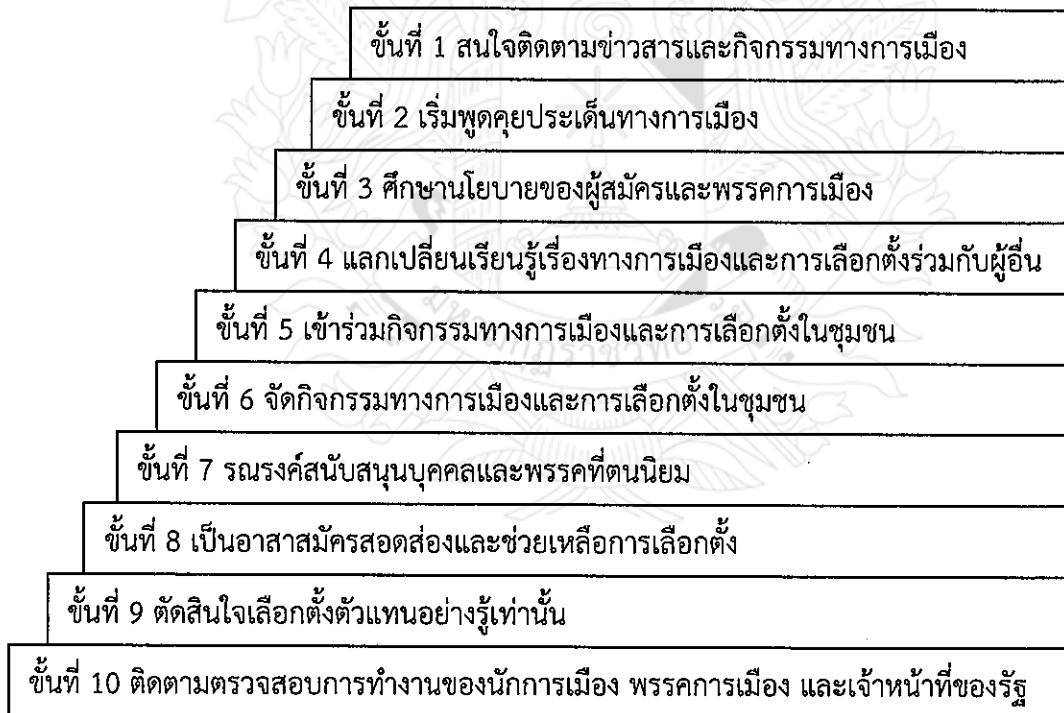 ขั้นที่ 1 สนใจติดตามข่าวสารและกิจกรรมทางการเมือง
ขั้นที่ 2 เริ่มพูดคุยประเด็นทางการเมือง
ขั้นที่ 3 ศึกษานโยบายของผู้สมัครและพรรคการเมือง
ขั้นที่ 4 แลกเปลี่ยนเรียนรู้เรื่องทางการเมืองและการเลือกตั้งร่วมกับผู้อื่น
ขั้นที่ 5 เข้าร่วมกิจกรรมทางการเมืองและการเลือกตั้งในชุมชน
ขั้นที่ 6 จัดกิจกรรมทางการเมืองและการเลือกตั้งในชุมชน
ขั้นที่ 7 รณรงค์สนับสนุนบุคคลและพรรคที่ตนนิยม
ขั้นที่ 8 เป็นอาสาสมัครสอดส่องและช่วยเหลือการเลือกตั้ง
ขั้นที่ 9 ตัดสินใจเลือกตั้งตัวแทนอย่างรู้เท่านั้น
ขั้นที่ 10 ติดตามตรวจสอบการทำงานของนักการเมือง พรรคการเมือง และเจ้าหน้าที่ของรัฐ